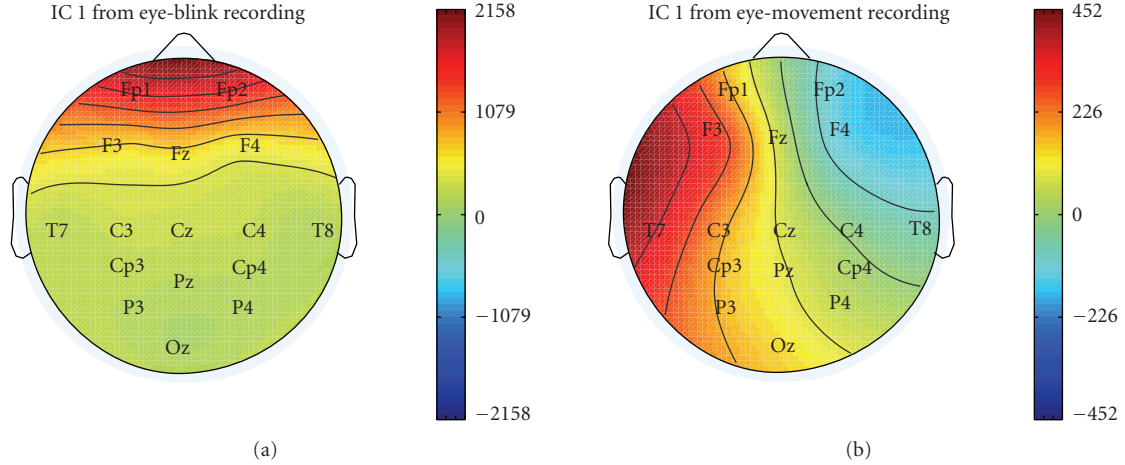 IC 1 from eye-blink recording
2158
1079
0
−1079
−2158
Fp1 Fp2
F3 Fz F4
T7 C3 Cz C4 T8
Cp3 Pz Cp4
P3 P4
Oz
(a)
IC 1 from eye-movement recording
452
226
0
−226
−452
Fp1 Fp2
F3 Fz F4
T7 C3 Cz C4 T8
Cp3 Pz Cp4
P3 P4
Oz
(b)